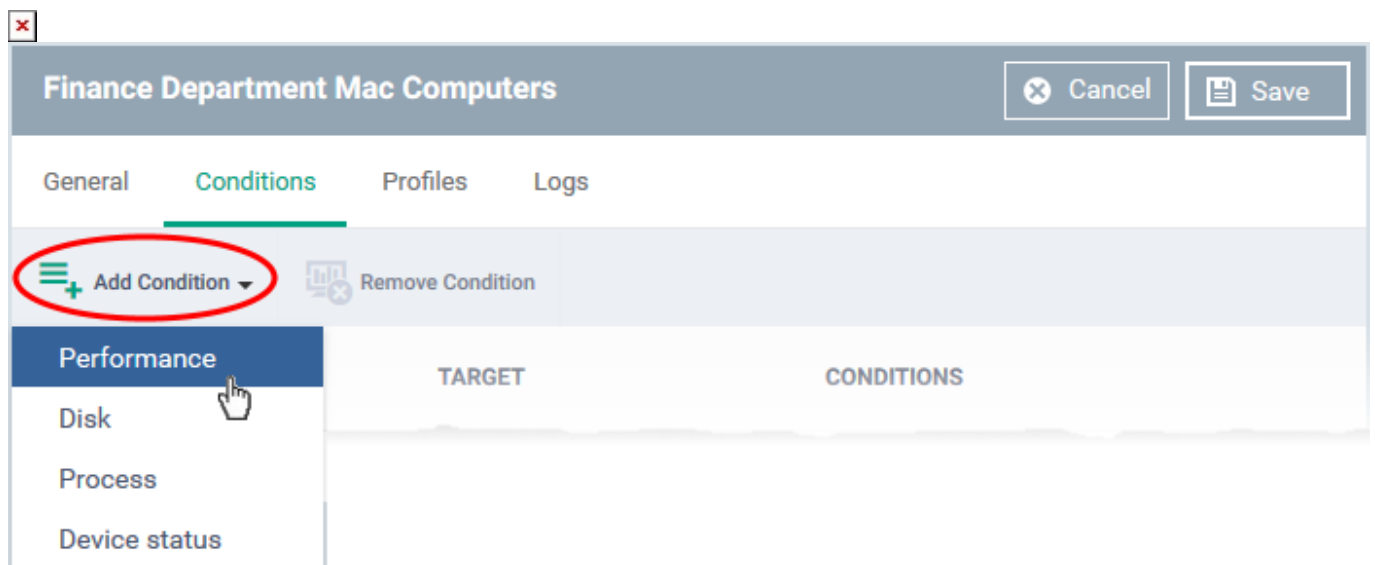 Finance Department Mac Computers Cancel Save
General Conditions Profiles Logs
Add Condition Remove Condition
Performance TARGET CONDITIONS
Disk
Process
Device status